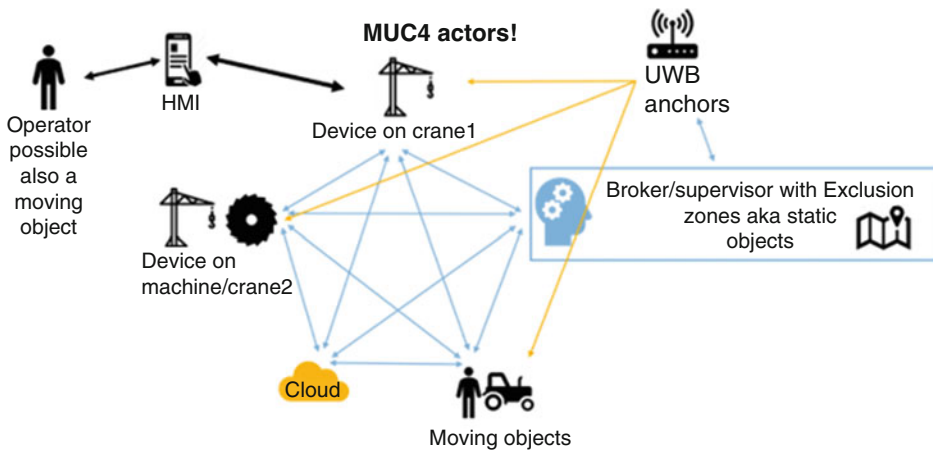 MUC4 actors!
HMI
UWB
anchors
Operator
possible
also a
moving
object
Device on crane1
Broker/supervisor with Exclusion
zones aka static
objects
Device on
machine/crane2
Cloud
Moving objects